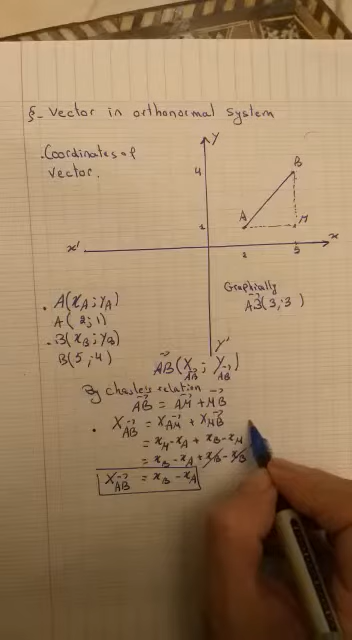 §- Vector in orthonormal system
. Coordinates of
vector.
y
4
B
A
1
M
x'
2
5
x
Graphically
AB(3;3)
. A(xA;yA)
A( 2;1)
. B(xB;yB)
B(5;4)
y'
AB(XAB; YAB)
By chasles relation
AB = AM + MB
. XAB = XAM + XMB
= xM - xA + xB - xM
= xB - xA + xB - xB
XAB = xB - xA